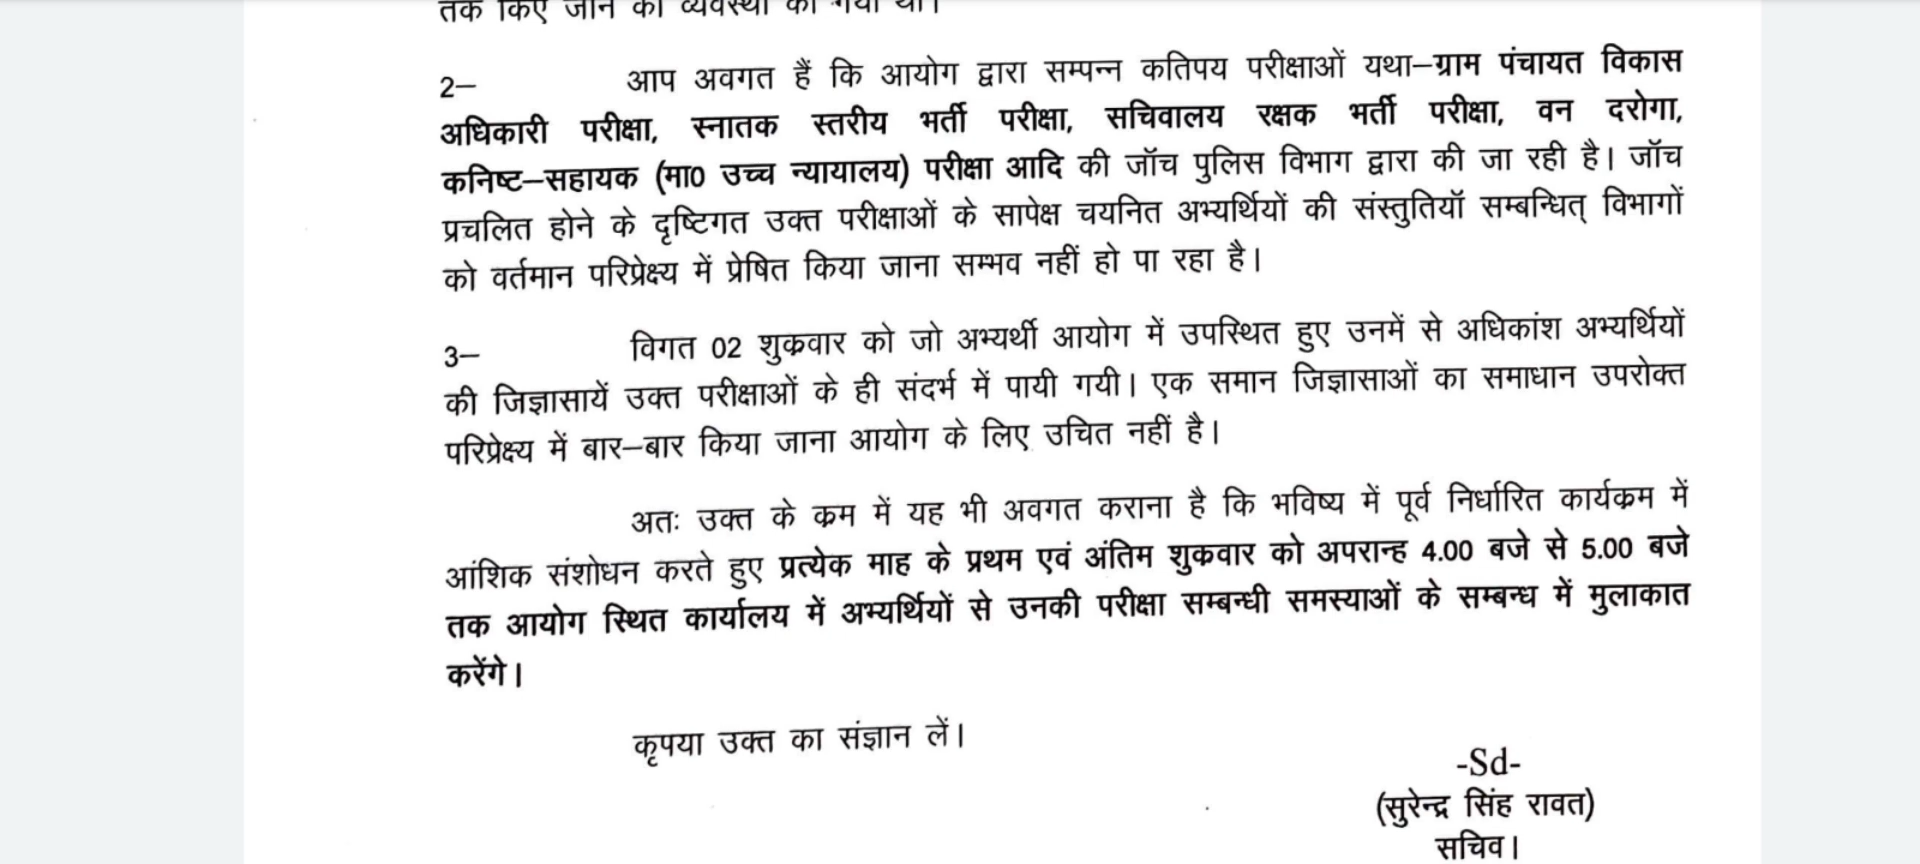 तक किए जाने की व्यवस्था की गयी थी।
2— आप अवगत हैं कि आयोग द्वारा सम्पन्न कतिपय परीक्षाओं यथा—ग्राम पंचायत विकास
अधिकारी परीक्षा, स्नातक स्तरीय भर्ती परीक्षा, सचिवालय रक्षक भर्ती परीक्षा, वन दरोगा,
कनिष्ट—सहायक (मा0 उच्च न्यायालय) परीक्षा आदि की जॉच पुलिस विभाग द्वारा की जा रही है। जॉच
प्रचलित होने के दृष्टिगत उक्त परीक्षाओं के सापेक्ष चयनित अभ्यर्थियों की संस्तुतियॉ सम्बन्धित् विभागों
को वर्तमान परिप्रेक्ष्य में प्रेषित किया जाना सम्भव नहीं हो पा रहा है।
3— विगत 02 शुक्रवार को जो अभ्यर्थी आयोग में उपस्थित हुए उनमें से अधिकांश अभ्यर्थियों
की जिज्ञासायें उक्त परीक्षाओं के ही संदर्भ में पायी गयी। एक समान जिज्ञासाओं का समाधान उपरोक्त
परिप्रेक्ष्य में बार—बार किया जाना आयोग के लिए उचित नहीं है।
अतः उक्त के क्रम में यह भी अवगत कराना है कि भविष्य में पूर्व निर्धारित कार्यक्रम में
आंशिक संशोधन करते हुए प्रत्येक माह के प्रथम एवं अंतिम शुक्रवार को अपरान्ह 4.00 बजे से 5.00 बजे
तक आयोग स्थित कार्यालय में अभ्यर्थियों से उनकी परीक्षा सम्बन्धी समस्याओं के सम्बन्ध में मुलाकात
करेंगे।
कृपया उक्त का संज्ञान लें।
-Sd-
(सुरेन्द्र सिंह रावत)
सचिव।